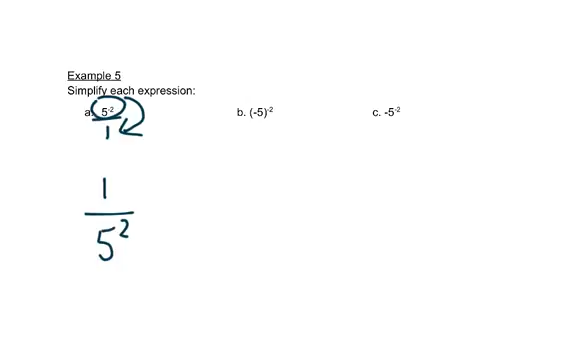 Example 5
Simplify each expression:
a. 5⁻² b. (-5)⁻² c. -5⁻²
1
1
5²